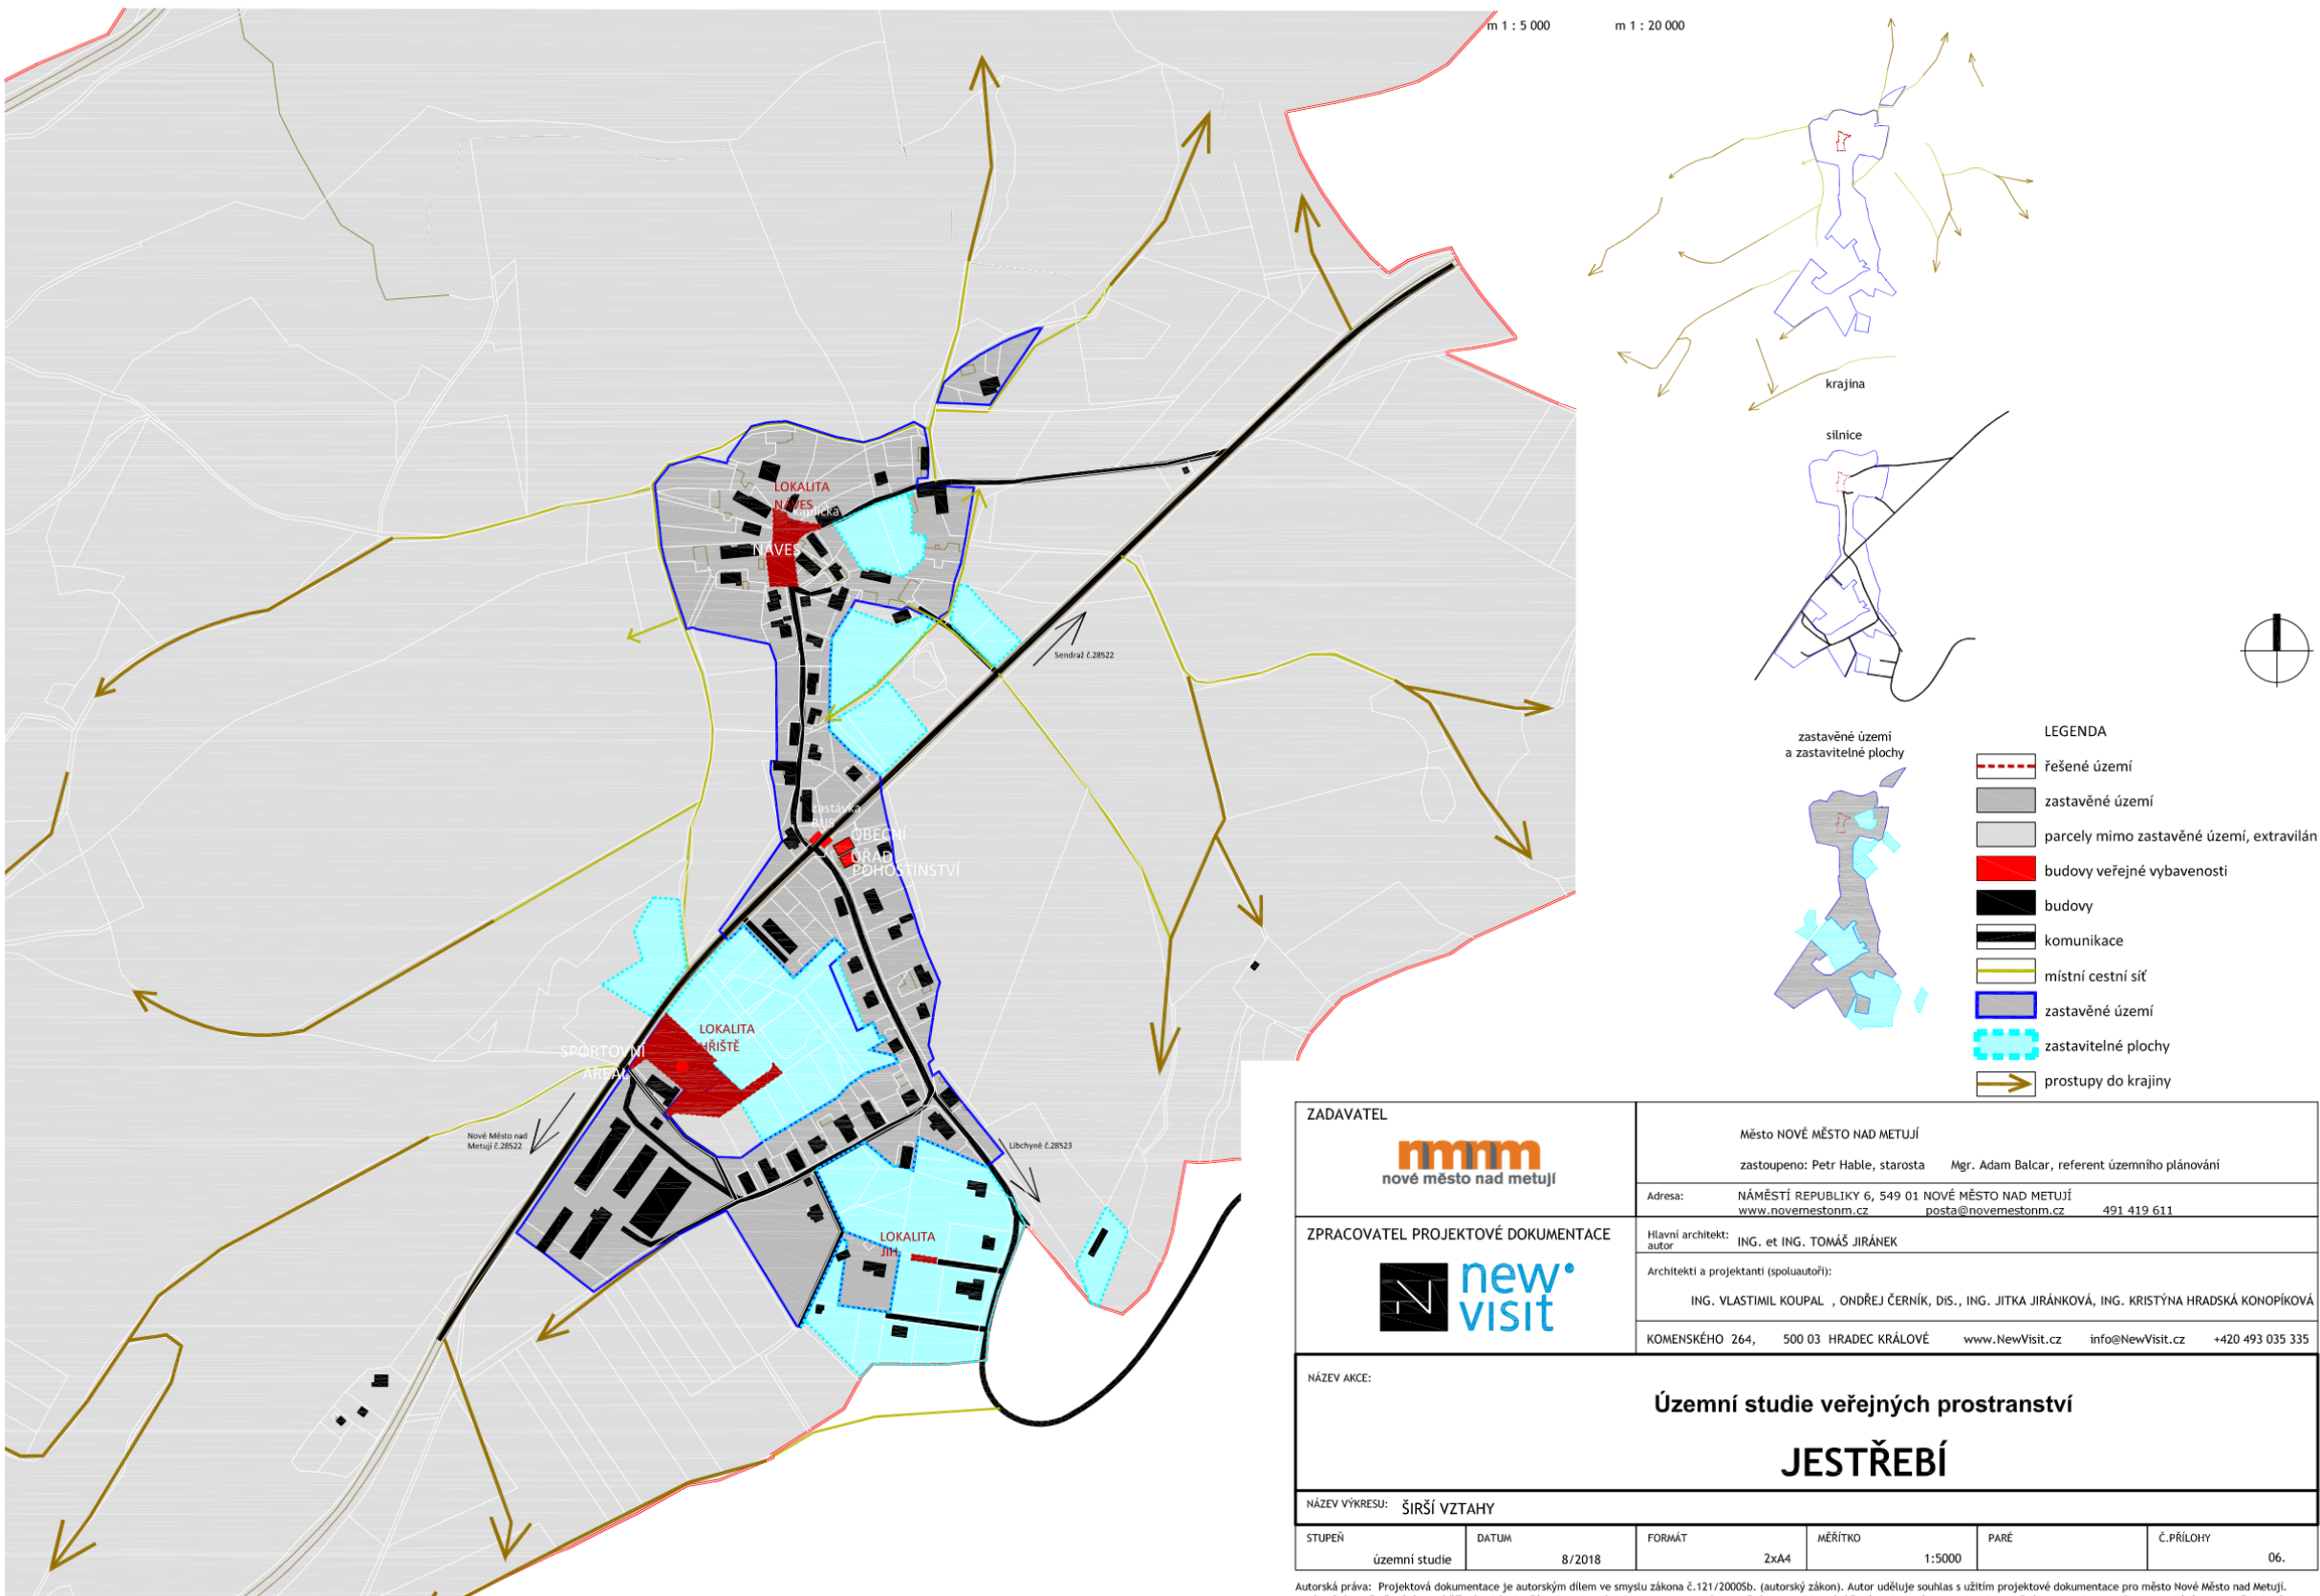 m 1 : 5 000
m 1 : 20 000
krajina
silnice
zastavěné území
a zastavitelné plochy
LOKALITA
NÁVES
kaplička
NÁVES
Sendraž č.28522
zastávka
BUS
OBECNÍ
ÚŘAD
POHOSTINSTVÍ
LOKALITA
HŘIŠTĚ
SPORTOVNÍ
AREÁL
Nové Město nad
Metují č.28522
Libchyně č.28523
LOKALITA
JIH
LEGENDA
řešené území
zastavěné území
parcely mimo zastavěné území, extravilán
budovy veřejné vybavenosti
budovy
komunikace
místní cestní síť
zastavěné území
zastavitelné plochy
prostupy do krajiny
ZADAVATEL
nmnm
nové město nad metují
Město NOVÉ MĚSTO NAD METUJÍ
zastoupeno: Petr Hable, starosta Mgr. Adam Balcar, referent územního plánování
Adresa: NÁMĚSTÍ REPUBLIKY 6, 549 01 NOVÉ MĚSTO NAD METUJÍ
www.novemestonm.cz posta@novemestonm.cz 491 419 611
ZPRACOVATEL PROJEKTOVÉ DOKUMENTACE
new
visit
Hlavní architekt:
autor
ING. et ING. TOMÁŠ JIRÁNEK
Architekti a projektanti (spoluautoři):
ING. VLASTIMIL KOUPAL , ONDŘEJ ČERNÍK, DiS., ING. JITKA JIRÁNKOVÁ, ING. KRISTÝNA HRADSKÁ KONOPÍKOVÁ
KOMENSKÉHO 264, 500 03 HRADEC KRÁLOVÉ www.NewVisit.cz info@NewVisit.cz +420 493 035 335
NÁZEV AKCE:
Územní studie veřejných prostranství
JESTŘEBÍ
NÁZEV VÝKRESU: ŠIRŠÍ VZTAHY
STUPEŇ DATUM FORMÁT MĚŘÍTKO PARÉ Č.PŘÍLOHY
územní studie 8/2018 2xA4 1:5000 06.
Autorská práva: Projektová dokumentace je autorským dílem ve smyslu zákona č.121/2000Sb. (autorský zákon). Autor uděluje souhlas s užitím projektové dokumentace pro město Nové Město nad Metují.